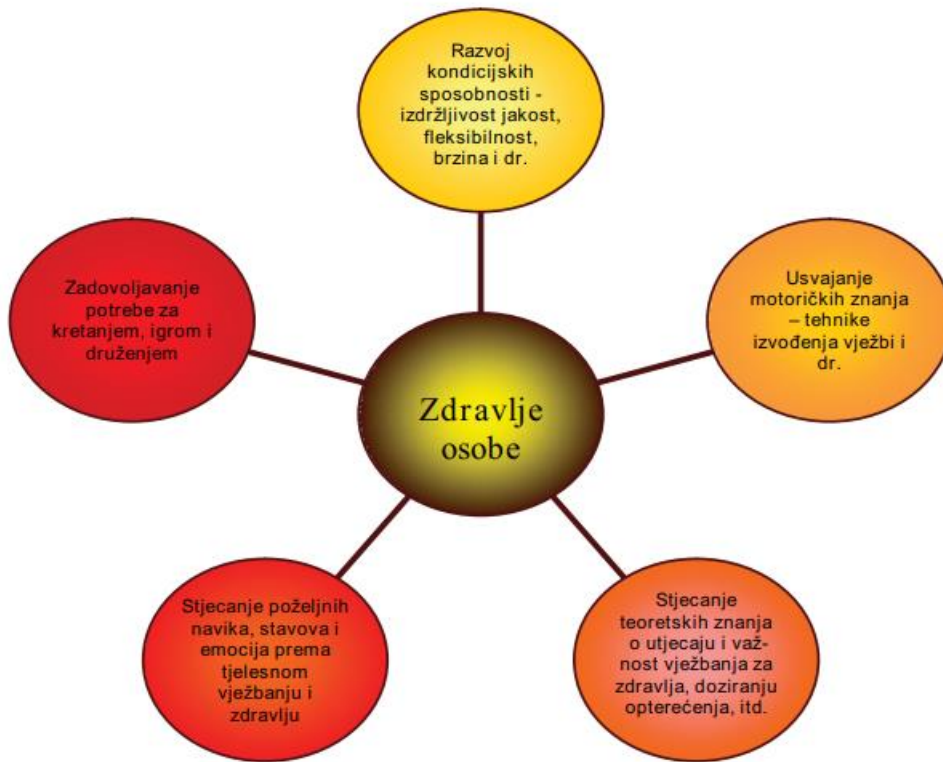 Razvoj
kondicijskih
sposobnosti -
izdržljivost jakost,
fleksibilnost,
brzina i dr.
Usvajanje
motoričkih znanja
– tehnike
izvođenja vježbi i
dr.
Zadovoljavanje
potrebe za
kretanjem, igrom i
druženjem
Zdravlje
osobe
Stjecanje
teoretskih znanja
o utjecaju i važ-
nost vježbanja za
zdravlja, doziranju
opterećenja, itd.
Stjecanje poželjnih
navika, stavova i
emocija prema
tjelesnom
vježbanju i
zdravlju